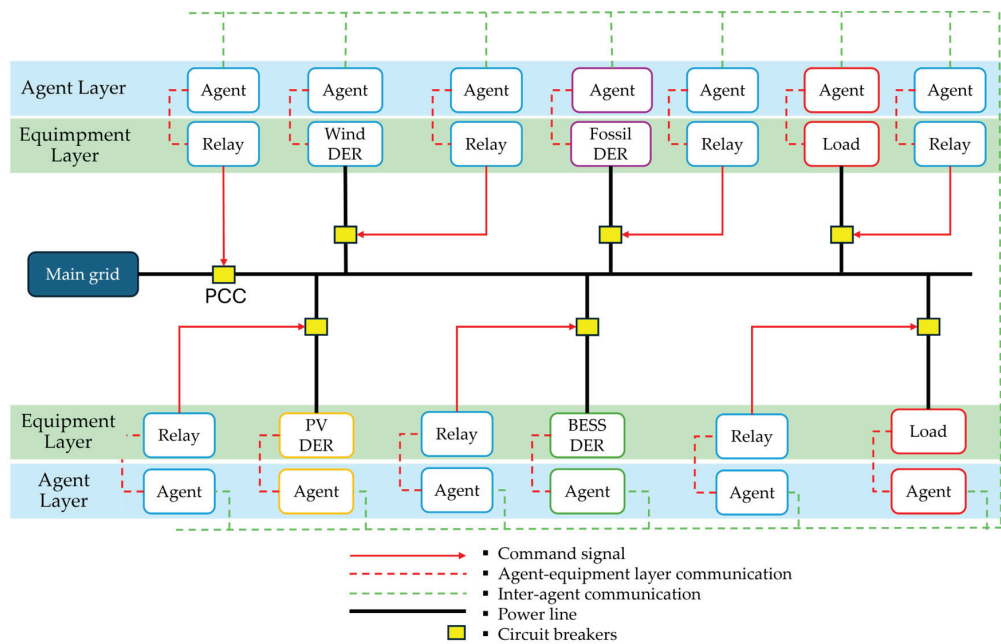 Agent Layer
Agent
Agent
Agent
Agent
Agent
Agent
Agent
Equimpment
Layer
Relay
Wind
DER
Relay
Fossil
DER
Relay
Load
Relay
Main grid
PCC
Equipment
Layer
Relay
PV
DER
Relay
BESS
DER
Relay
Load
Agent
Layer
Agent
Agent
Agent
Agent
Agent
Agent
▪ Command signal
▪ Agent-equipment layer communication
▪ Inter-agent communication
▪ Power line
▪ Circuit breakers